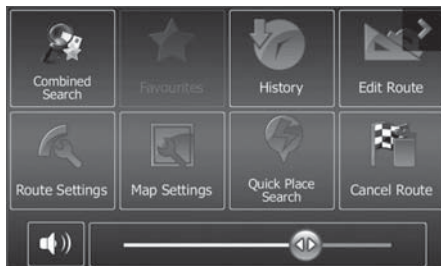 Combined
Search
Favourites
History
Edit Route
Route Settings
Map Settings
Quick Place
Search
Cancel Route